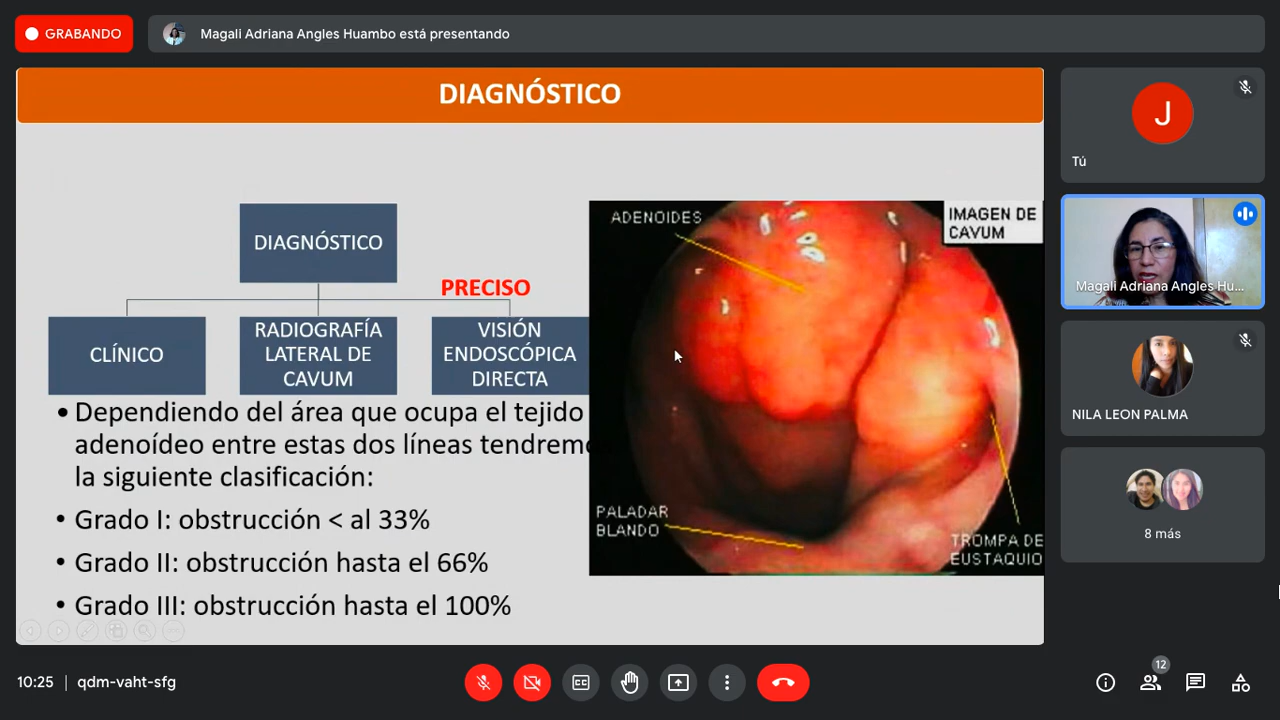 GRABANDO
Magali Adriana Angles Huambo está presentando
DIAGNÓSTICO
DIAGNÓSTICO
PRECISO
CLÍNICO
RADIOGRAFÍA
LATERAL DE
CAVUM
VISIÓN
ENDOSCÓPICA
DIRECTA
• Dependiendo del área que ocupa el tejido
adenoídeo entre estas dos líneas tendremos
la siguiente clasificación:
• Grado I: obstrucción < al 33%
• Grado II: obstrucción hasta el 66%
• Grado III: obstrucción hasta el 100%
ADENOIDES
IMAGEN DE
CAVUM
PALADAR
BLANDO
TROMPA DE
EUSTAQUIO
J
Tú
Magali Adriana Angles Hu...
NILA LEON PALMA
8 más
10:25 | qdm-vaht-sfg
CC
12